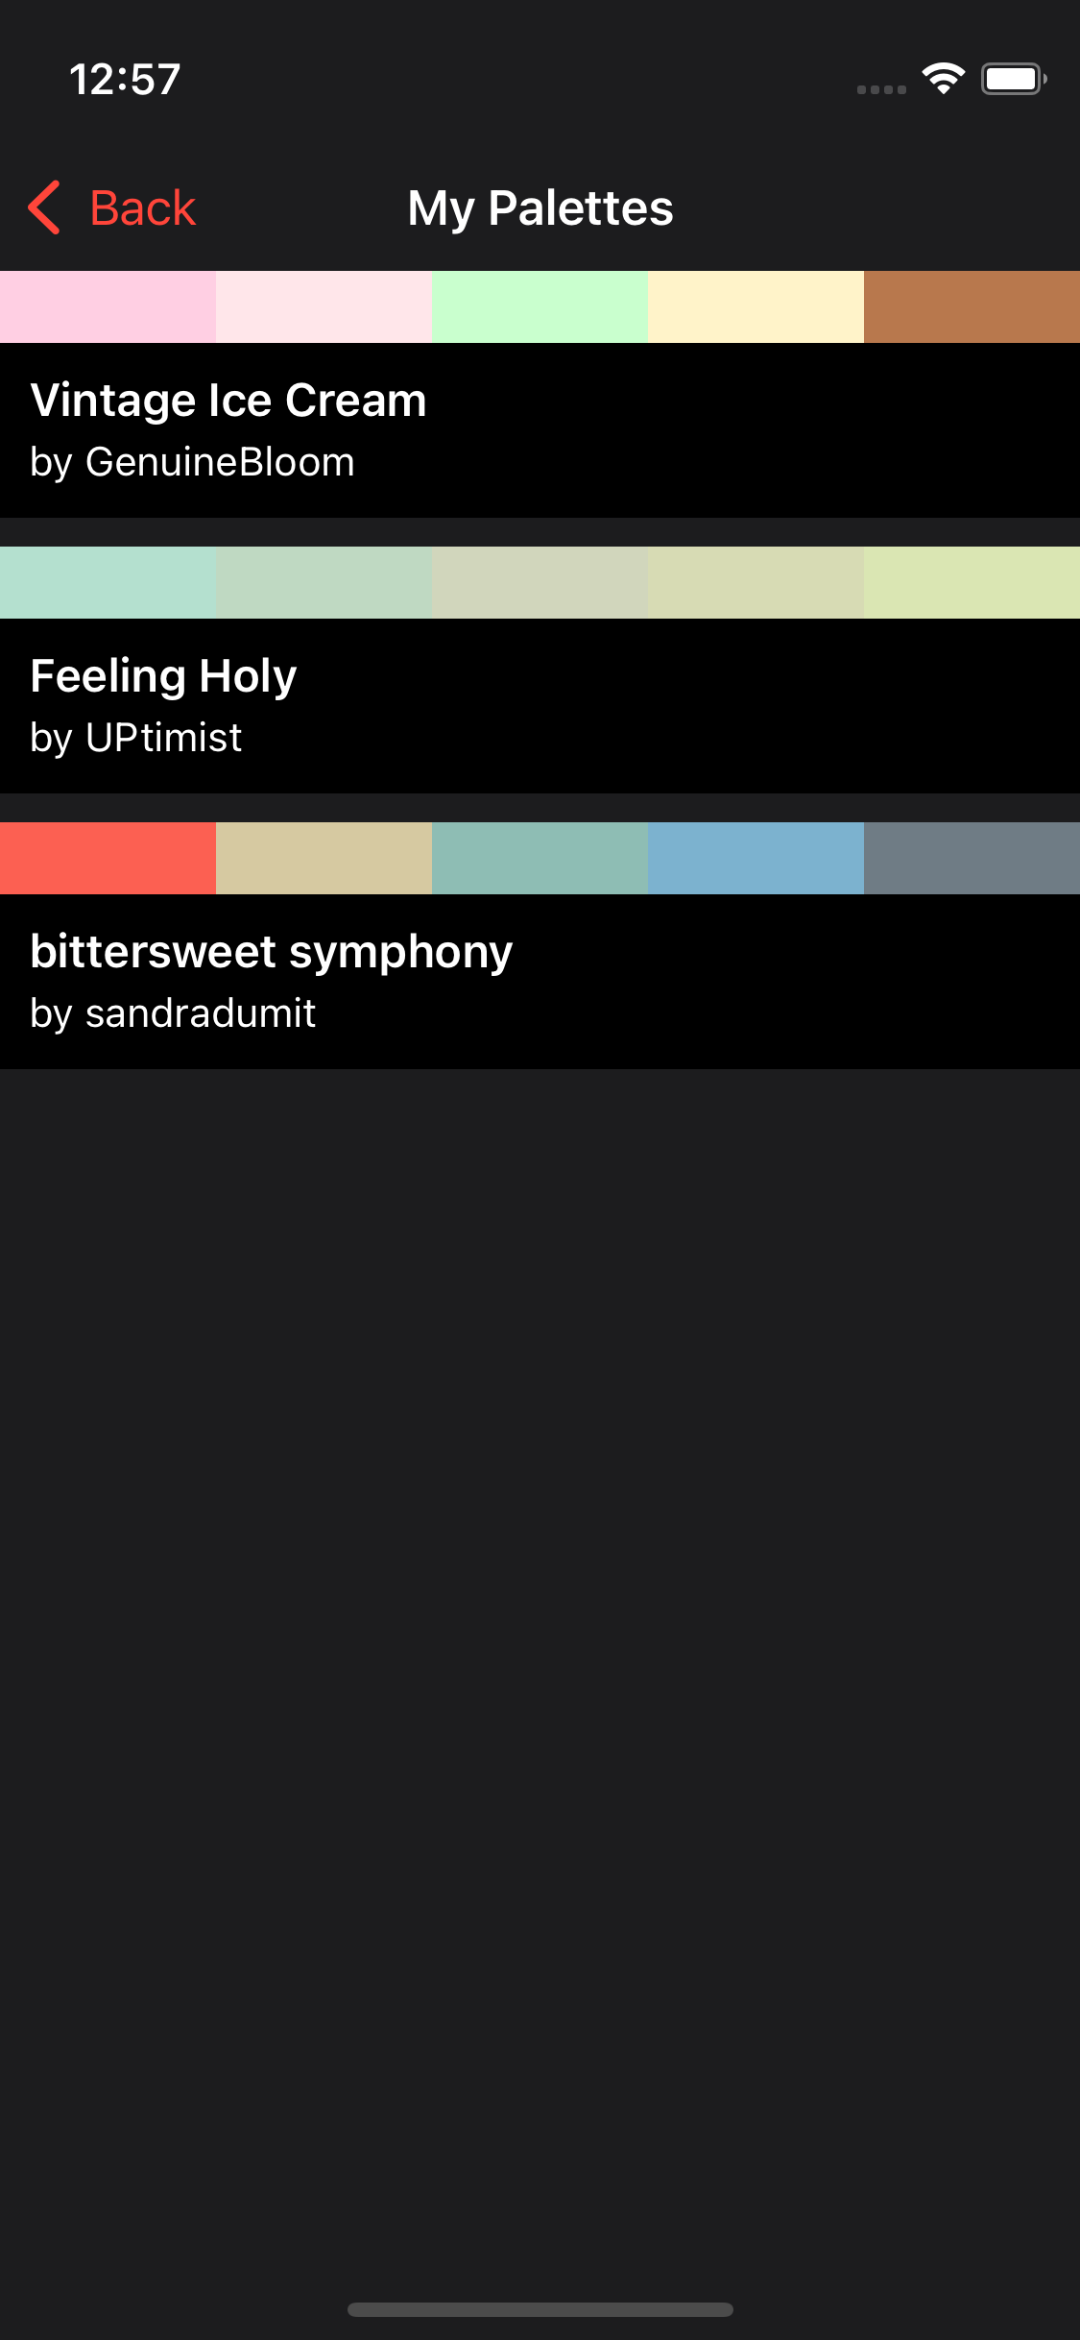 12:57
Back
My Palettes
Vintage Ice Cream
by GenuineBloom
Feeling Holy
by UPtimist
bittersweet symphony
by sandradumit